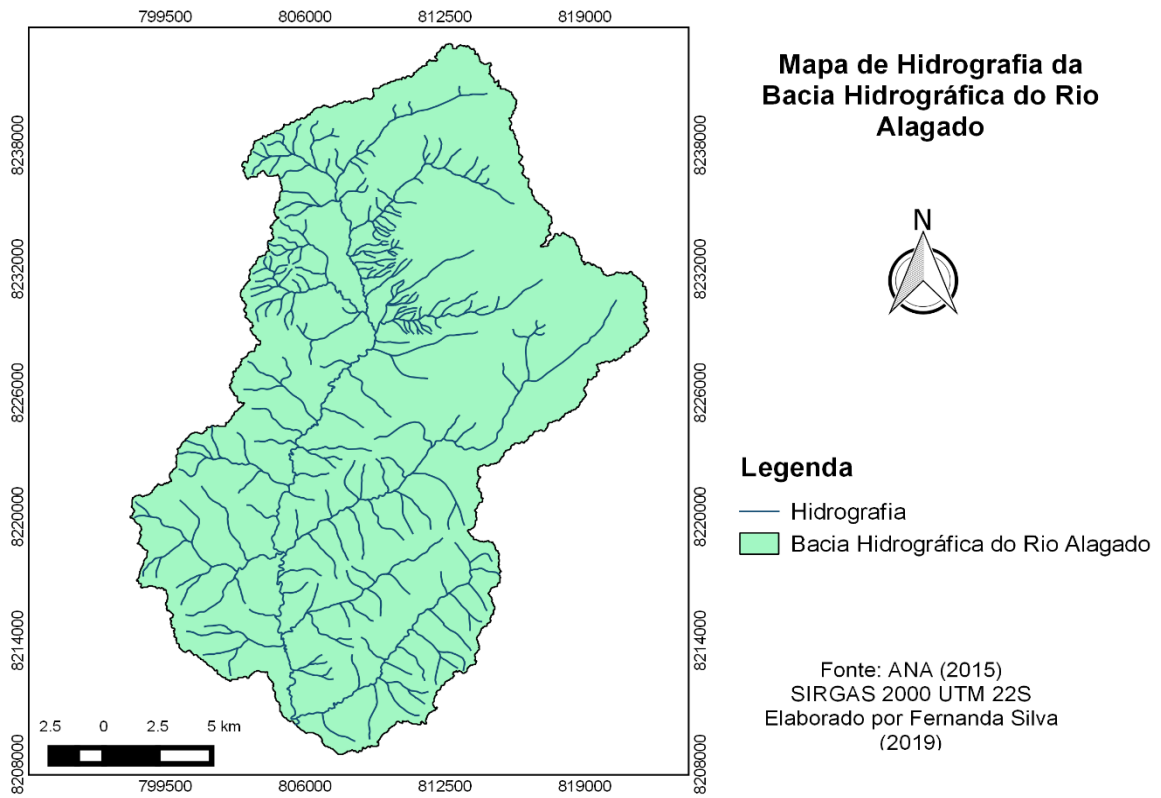 799500 806000 812500 819000
Mapa de Hidrografia da
Bacia Hidrográfica do Rio
Alagado
N
8238000 8238000
8232000 8232000
8226000 8226000
8220000 8220000
8214000 8214000
8208000 8208000
Legenda
Hidrografia
Bacia Hidrográfica do Rio Alagado
Fonte: ANA (2015)
SIRGAS 2000 UTM 22S
Elaborado por Fernanda Silva
(2019)
2.5 0 2.5 5 km
799500 806000 812500 819000